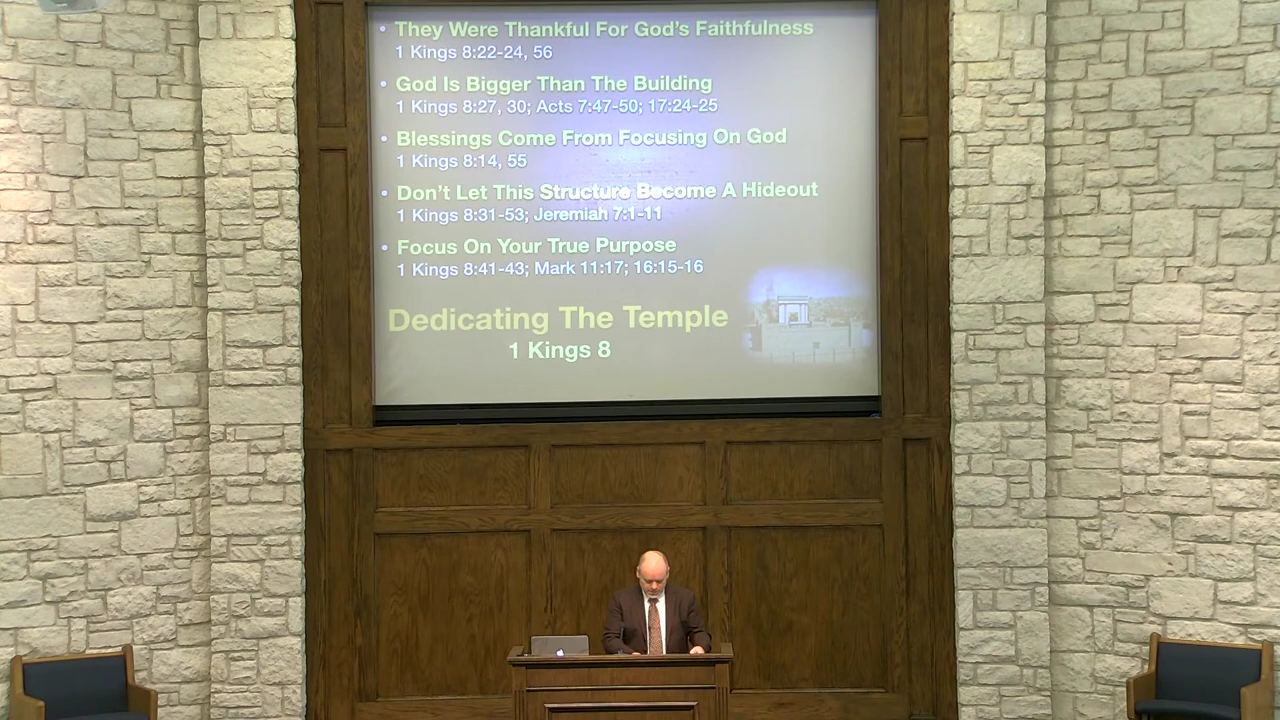 • They Were Thankful For God's Faithfulness
1 Kings 8:22-24, 56
• God Is Bigger Than The Building
1 Kings 8:27, 30; Acts 7:47-50; 17:24-25
• Blessings Come From Focusing On God
1 Kings 8:14, 55
• Don't Let This Structure Become A Hideout
1 Kings 8:31-53; Jeremiah 7:1-11
• Focus On Your True Purpose
1 Kings 8:41-43; Mark 11:17; 16:15-16
Dedicating The Temple
1 Kings 8